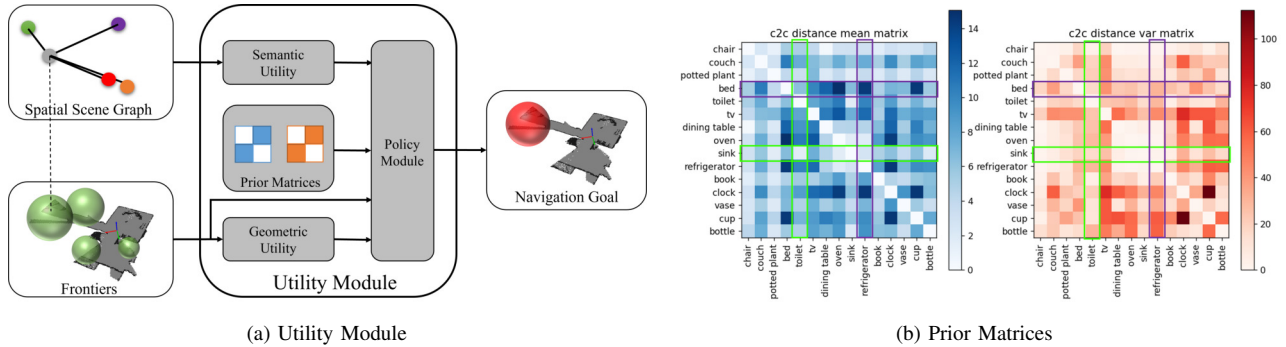 Spatial Scene Graph
Frontiers
Semantic
Utility
Prior Matrices
Geometric
Utility
Policy
Module
Utility Module
Navigation Goal
(a) Utility Module
c2c distance mean matrix
chair
couch
potted plant
bed
toilet
tv
dining table
oven
sink
refrigerator
book
clock
vase
cup
bottle
chair
couch
potted plant
bed
toilet
tv
dining table
oven
sink
refrigerator
book
clock
vase
cup
bottle
14
12
10
8
6
4
2
0
c2c distance var matrix
chair
couch
potted plant
bed
toilet
tv
dining table
oven
sink
refrigerator
book
clock
vase
cup
bottle
chair
couch
potted plant
bed
toilet
tv
dining table
oven
sink
refrigerator
book
clock
vase
cup
bottle
100
80
60
40
20
0
(b) Prior Matrices